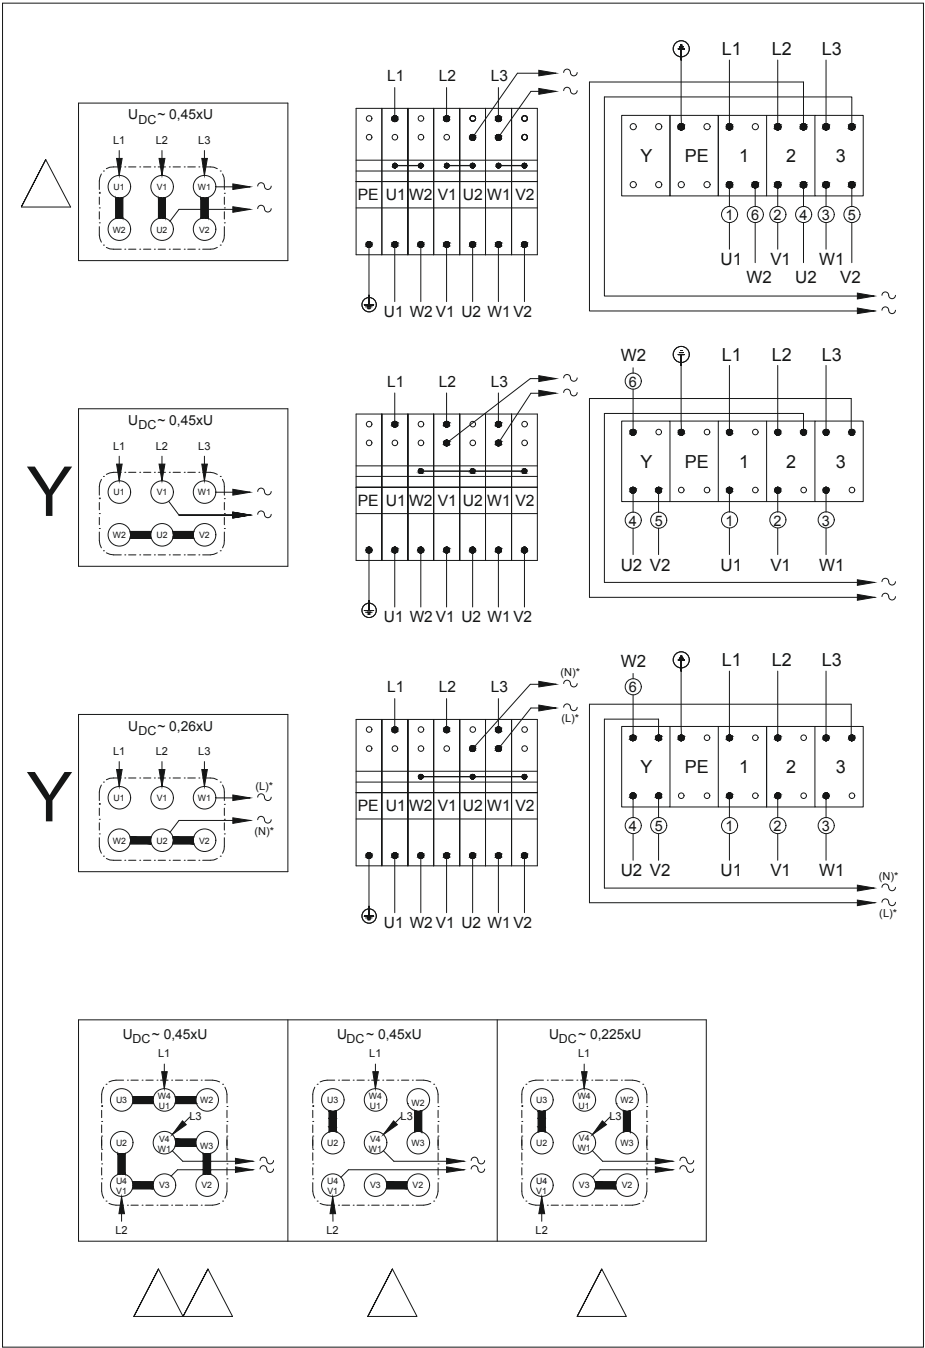 U_DC ~ 0,45xU
L1 L2 L3
U1 V1 W1 ~
~
W2 U2 V2
L1 L2 L3 ~
~
PE U1 W2 V1 U2 W1 V2
U1 W2 V1 U2 W1 V2
L1 L2 L3
Y PE 1 2 3
1 6 2 4 3 5
U1 V1 W1
W2 U2 V2
~
~
Y
U_DC ~ 0,45xU
L1 L2 L3
U1 V1 W1 ~
~
W2 U2 V2
L1 L2 L3 ~
~
PE U1 W2 V1 U2 W1 V2
U1 W2 V1 U2 W1 V2
W2 L1 L2 L3
6
Y PE 1 2 3
4 5 1 2 3
U2 V2 U1 V1 W1
~
~
Y
U_DC ~ 0,26xU
L1 L2 L3
(L)*
U1 V1 W1 ~
~
(N)*
W2 U2 V2
(N)*
L1 L2 L3 ~
~
(L)*
PE U1 W2 V1 U2 W1 V2
U1 W2 V1 U2 W1 V2
W2 L1 L2 L3
6
Y PE 1 2 3
4 5 1 2 3
U2 V2 U1 V1 W1
(N)*
~
~
(L)*
U_DC ~ 0,45xU
L1
U3 W4 U1 W2
L3
U2 V4 W1 W3
~
~
U4 V1 V3 V2
L2
U_DC ~ 0,45xU
L1
U3 W4 U1 W2
L3
U2 V4 W1 W3
~
~
U4 V1 V3 V2
L2
U_DC ~ 0,225xU
L1
U3 W4 U1 W2
L3
U2 V4 W1 W3
~
~
U4 V1 V3 V2
L2